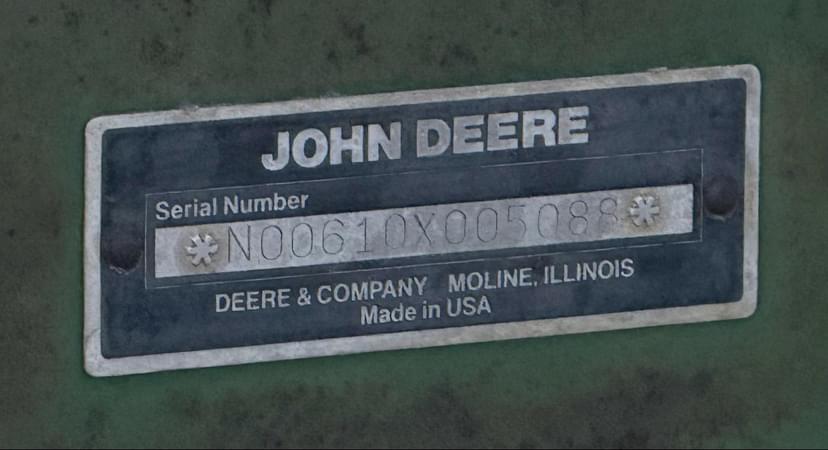 JOHN DEERE
Serial Number
*N00610X005088*
DEERE & COMPANY MOLINE, ILLINOIS
Made in USA